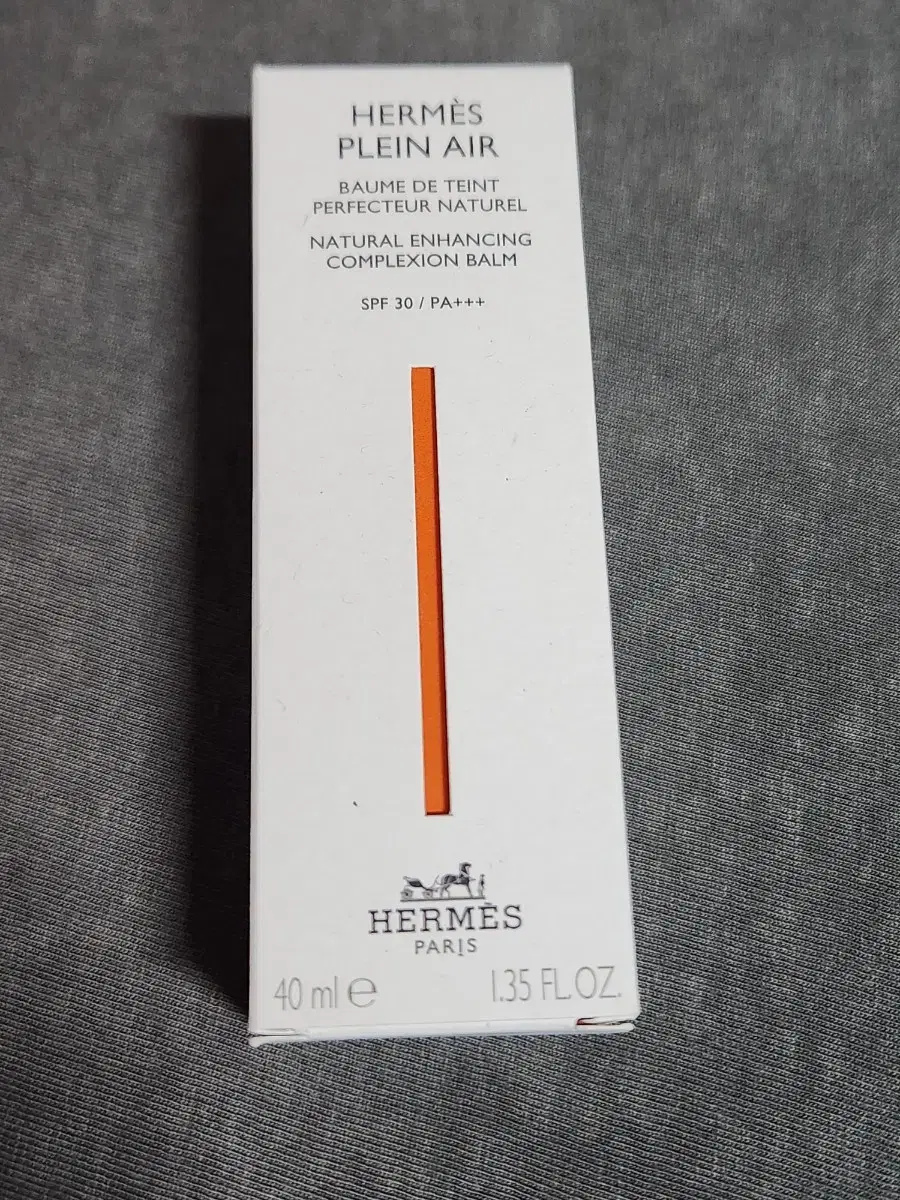 HERMÈS
PLEIN AIR
BAUME DE TEINT
PERFECTEUR NATUREL
NATURAL ENHANCING
COMPLEXION BALM
SPF 30 / PA+++
HERMÈS
PARIS
40 ml ℮ 1.35 FL.OZ.